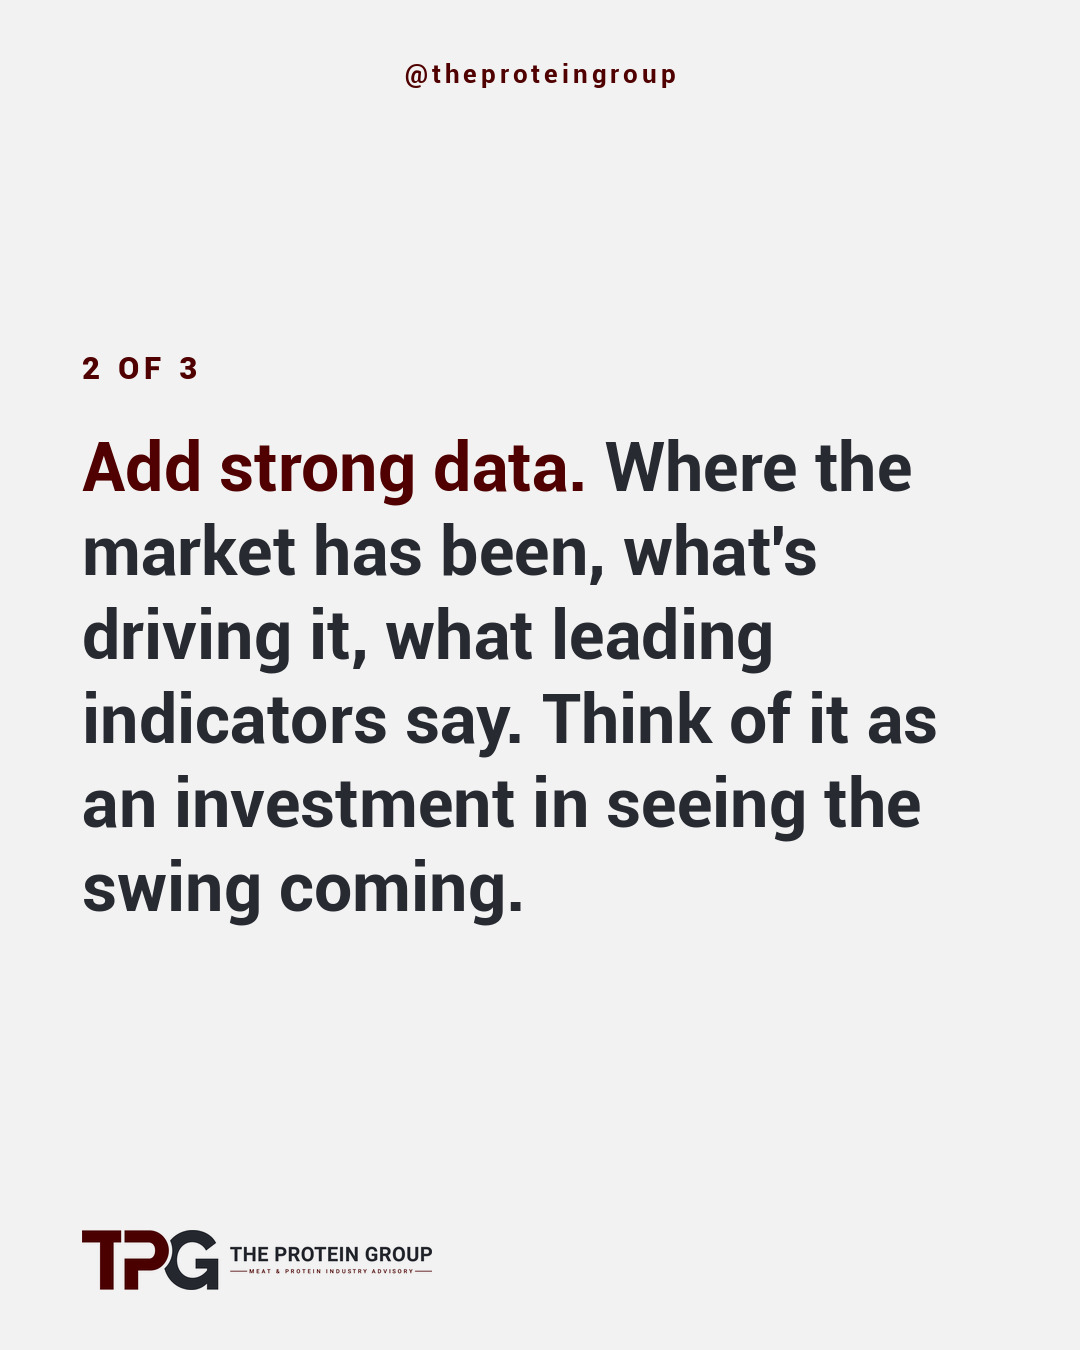 @theproteingroup
2 OF 3
Add strong data. Where the
market has been, what's
driving it, what leading
indicators say. Think of it as
an investment in seeing the
swing coming.
TPG
THE PROTEIN GROUP
MEAT & PROTEIN INDUSTRY ADVISORY